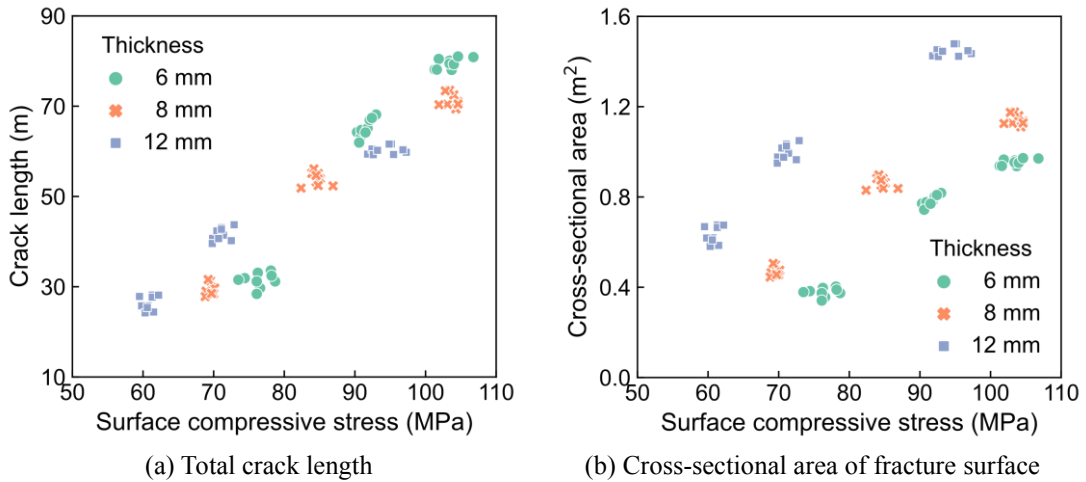 90
70
50
30
10
Crack length (m)
Thickness
6 mm
8 mm
12 mm
50 60 70 80 90 100 110
Surface compressive stress (MPa)
(a) Total crack length
1.6
1.2
0.8
0.4
0.0
Cross-sectional area (m²)
Thickness
6 mm
8 mm
12 mm
50 60 70 80 90 100 110
Surface compressive stress (MPa)
(b) Cross-sectional area of fracture surface